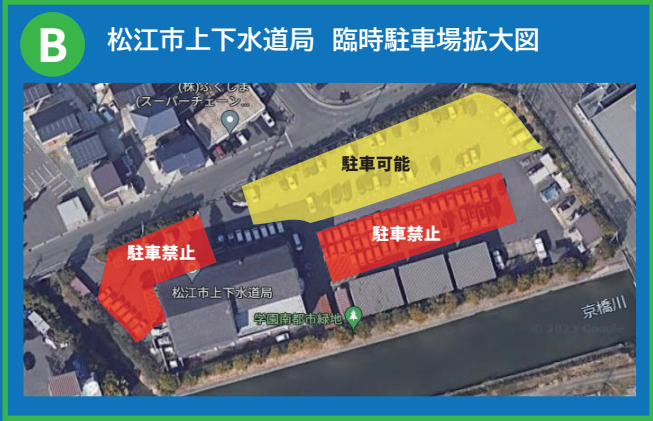 B
松江市上下水道局 臨時駐車場拡大図
(株)ふくしま
(スーパーチェーン...
駐車可能
駐車禁止
駐車禁止
松江市上下水道局
学園南都市緑地
京橋川
© 2023 Google